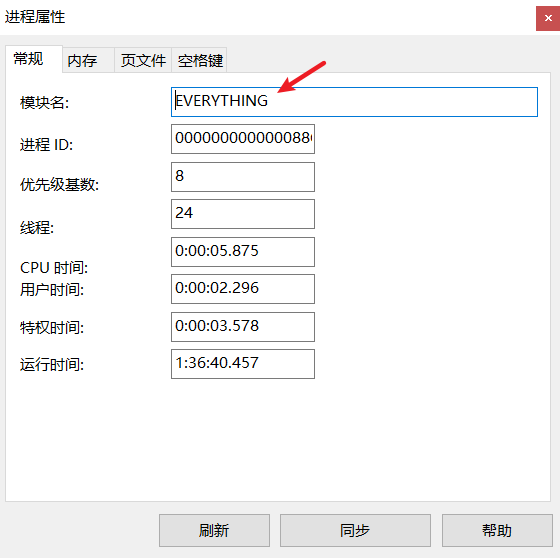 进程属性
常规 内存 页文件 空格键
模块名: EVERYTHING
进程 ID:
优先级基数: 8
线程: 24
CPU 时间: 0:00:05.875
用户时间: 0:00:02.296
特权时间: 0:00:03.578
运行时间: 1:36:40.457
刷新 同步 帮助